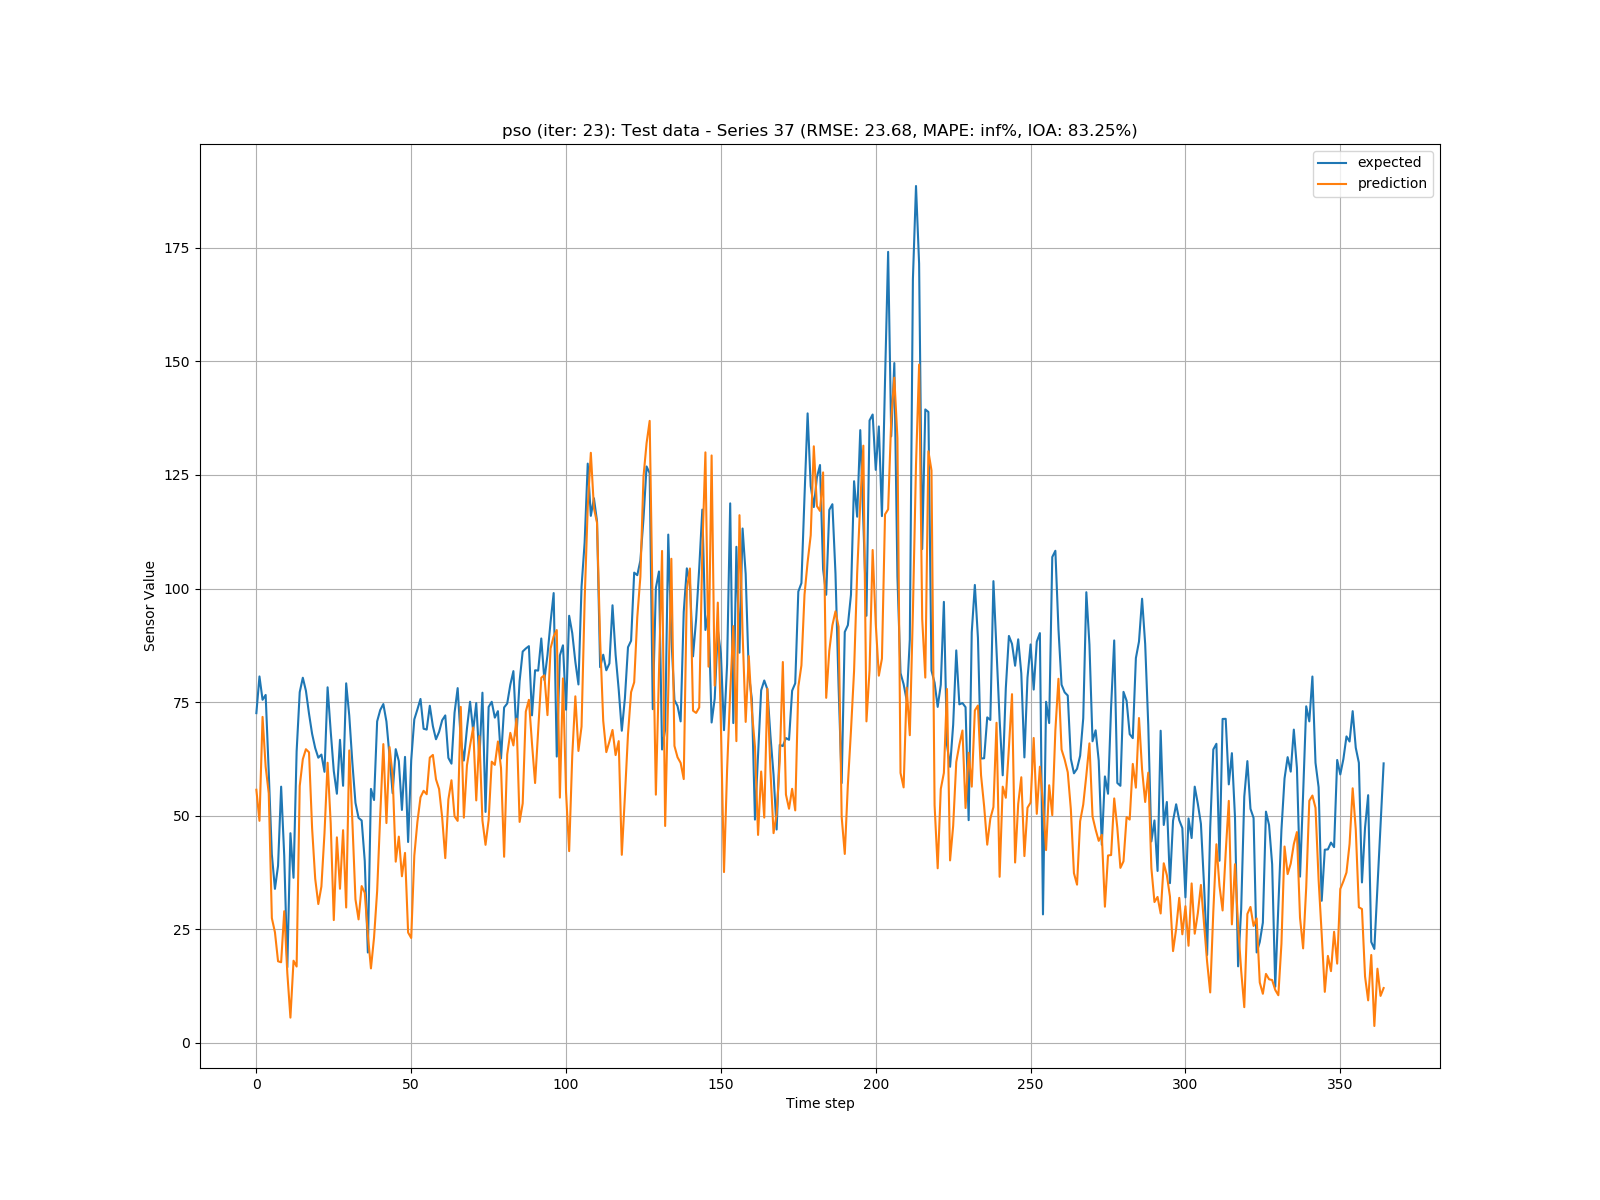 pso (iter: 23): Test data - Series 37 (RMSE: 23.68, MAPE: inf%, IOA: 83.25%)
expected
prediction
175
150
125
100
75
50
25
0
Sensor Value
0 50 100 150 200 250 300 350
Time step